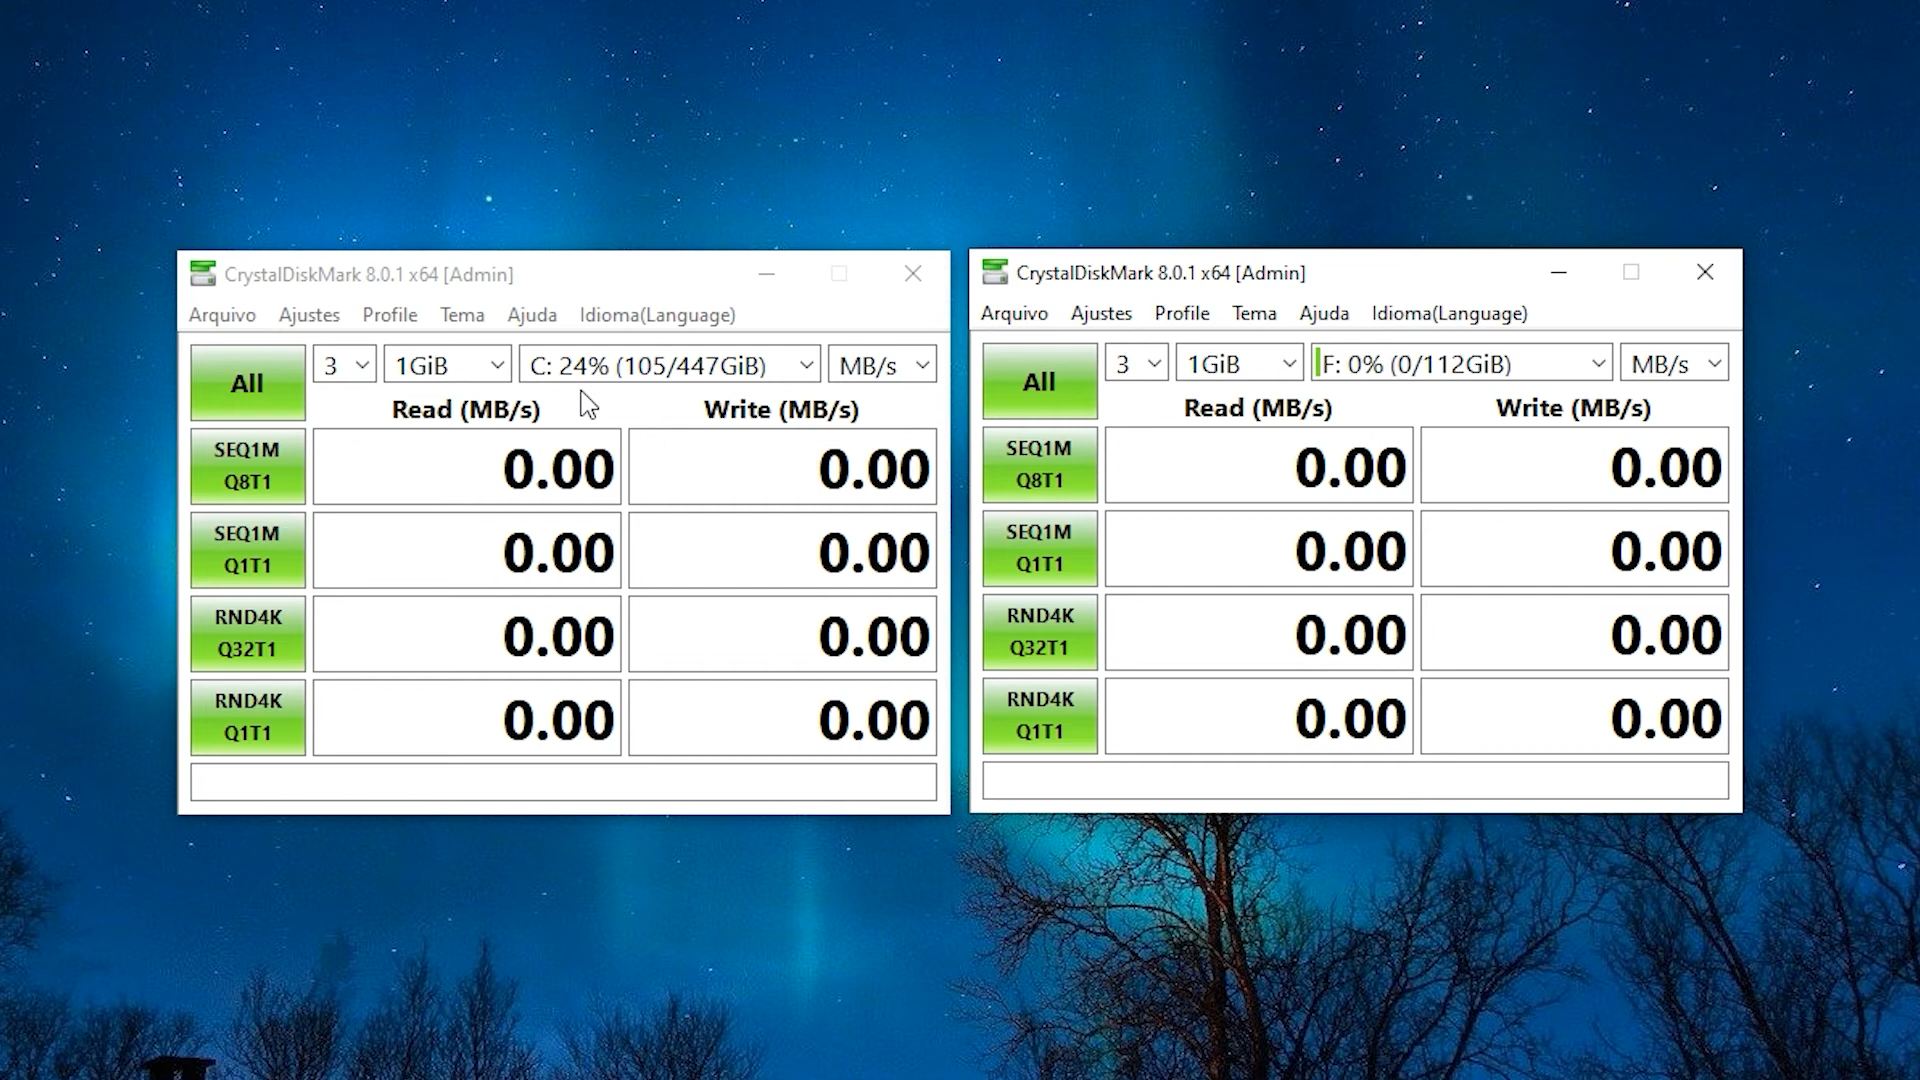 CrystalDiskMark 8.0.1 x64 [Admin]
Arquivo Ajustes Profile Tema Ajuda Idioma(Language)
All 3 1GiB C: 24% (105/447GiB) MB/s
Read (MB/s) Write (MB/s)
SEQ1M
Q8T1 0.00 0.00
SEQ1M
Q1T1 0.00 0.00
RND4K
Q32T1 0.00 0.00
RND4K
Q1T1 0.00 0.00
CrystalDiskMark 8.0.1 x64 [Admin]
Arquivo Ajustes Profile Tema Ajuda Idioma(Language)
All 3 1GiB F: 0% (0/112GiB) MB/s
Read (MB/s) Write (MB/s)
SEQ1M
Q8T1 0.00 0.00
SEQ1M
Q1T1 0.00 0.00
RND4K
Q32T1 0.00 0.00
RND4K
Q1T1 0.00 0.00